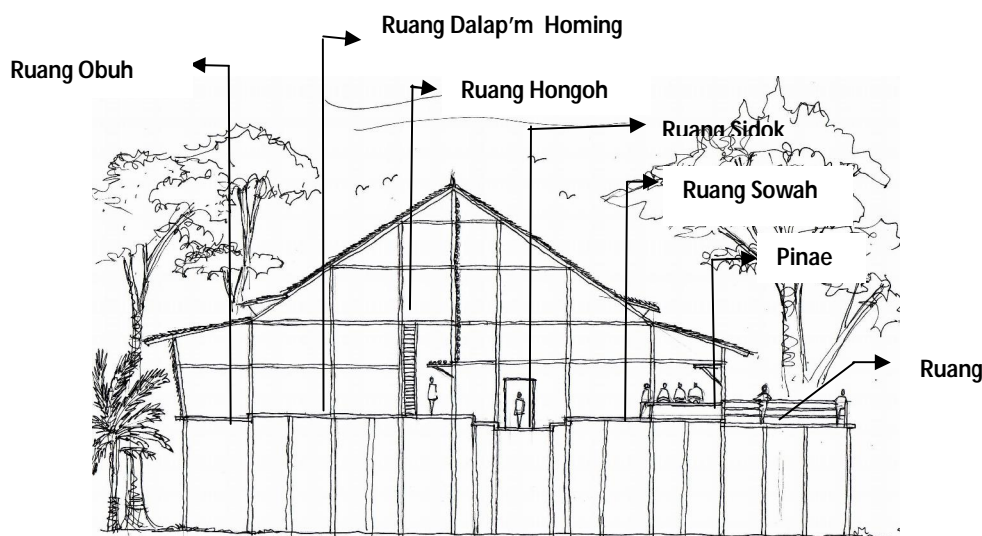 Ruang Dalap'm Homing
Ruang Obuh
Ruang Hongoh
Ruang Sidok
Ruang Sowah
Pinae
Ruang